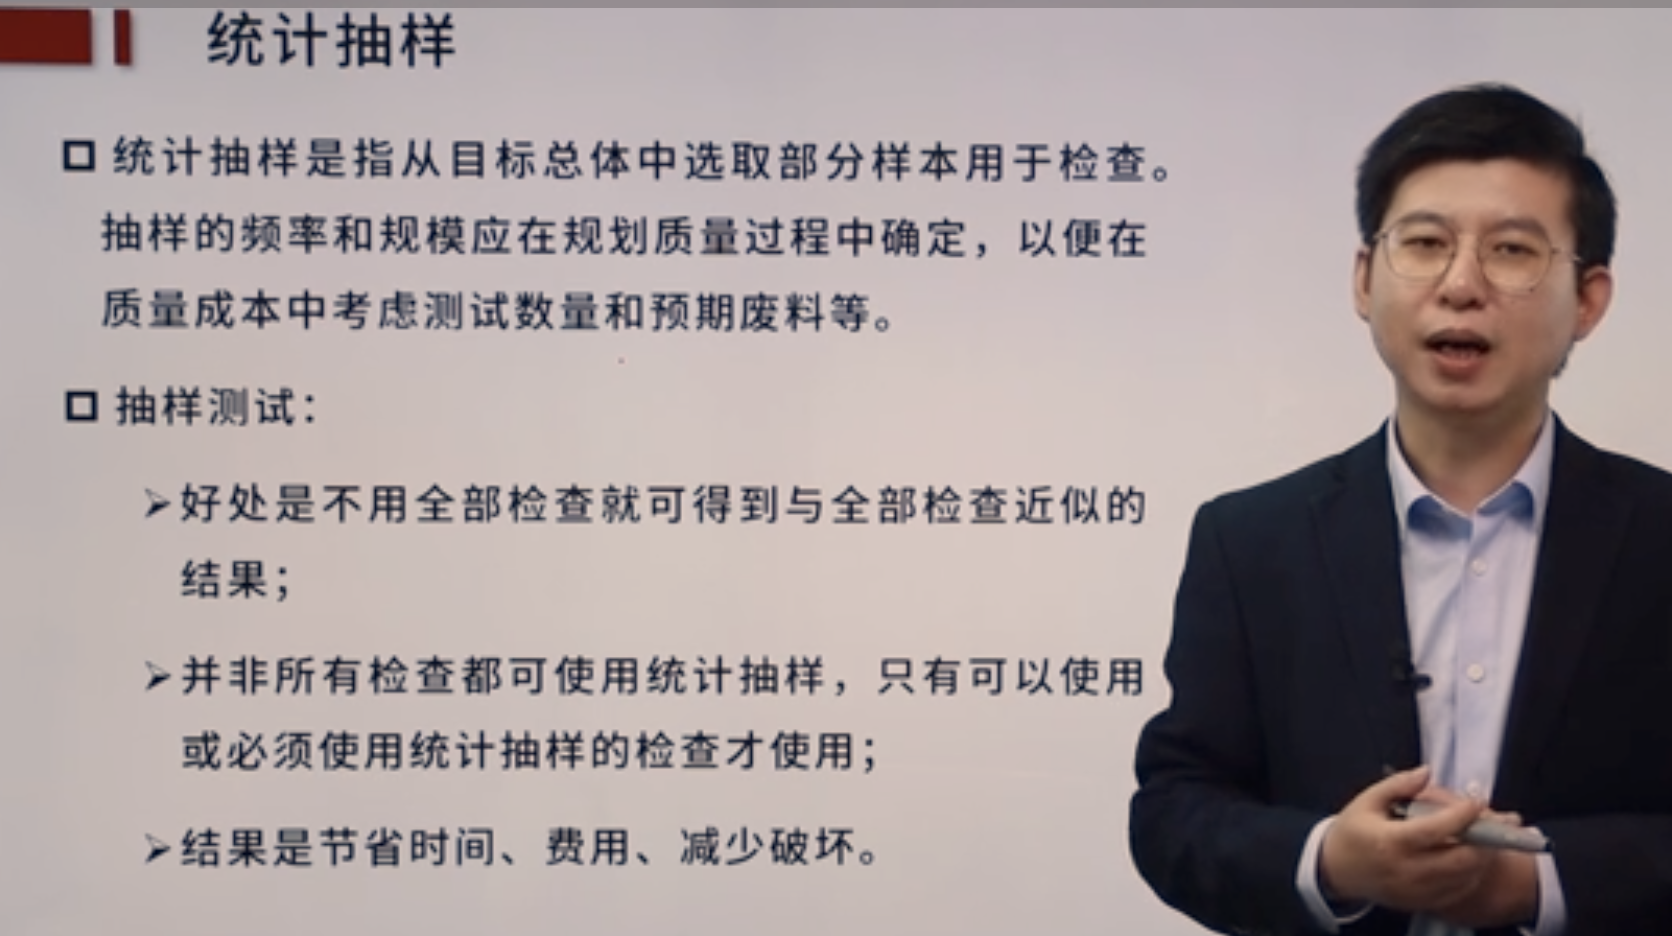 统计抽样
统计抽样是指从目标总体中选取部分样本用于检查。
抽样的频率和规模应在规划质量过程中确定，以便在
质量成本中考虑测试数量和预期废料等。
抽样测试：
好处是不用全部检查就可得到与全部检查近似的
结果；
并非所有检查都可使用统计抽样，只有可以使用
或必须使用统计抽样的检查才使用；
结果是节省时间、费用、减少破坏。